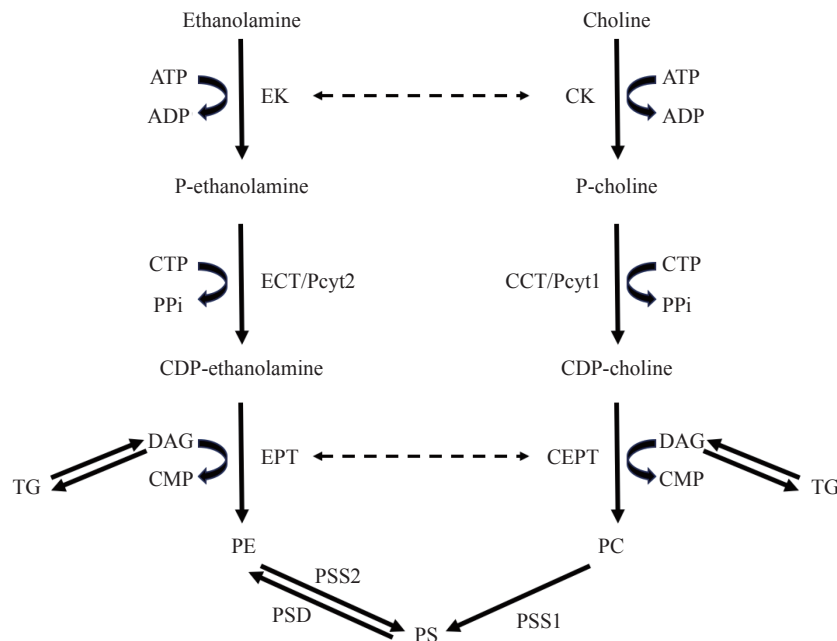 Ethanolamine Choline
ATP ATP
EK CK
ADP ADP
P-ethanolamine P-choline
CTP CTP
ECT/Pcyt2 CCT/Pcyt1
PPi PPi
CDP-ethanolamine CDP-choline
DAG DAG
EPT CEPT
TG CMP CMP TG
PE PC
PSS2
PSD PSS1
PS